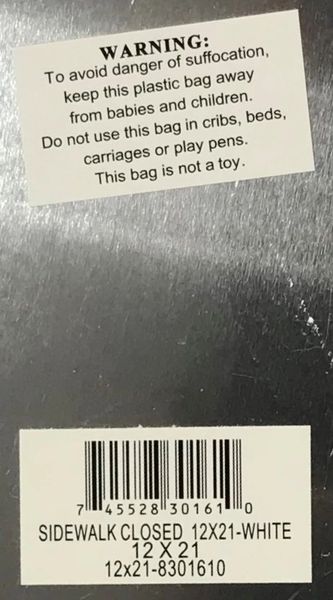 WARNING:
To avoid danger of suffocation,
keep this plastic bag away
from babies and children.
Do not use this bag in cribs, beds,
carriages or play pens.
This bag is not a toy.
7 45528 30161 0
SIDEWALK CLOSED 12X21-WHITE
12 X 21
12x21-8301610